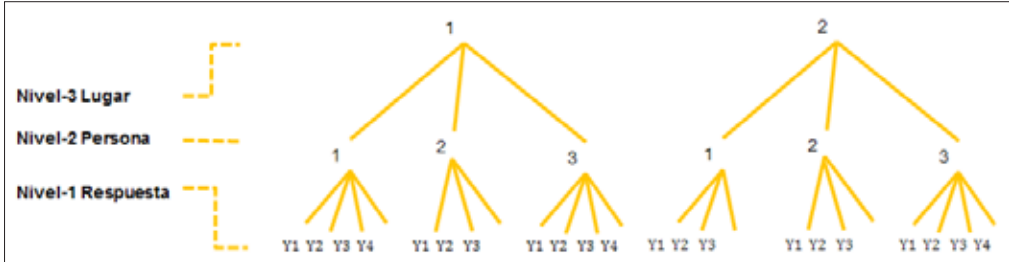 1 2
Nivel-3 Lugar
Nivel-2 Persona
1 2 3 1 2 3
Nivel-1 Respuesta
Y1 Y2 Y3 Y4 Y1 Y2 Y3 Y1 Y2 Y3 Y4 Y1 Y2 Y3 Y1 Y2 Y3 Y1 Y2 Y3 Y4